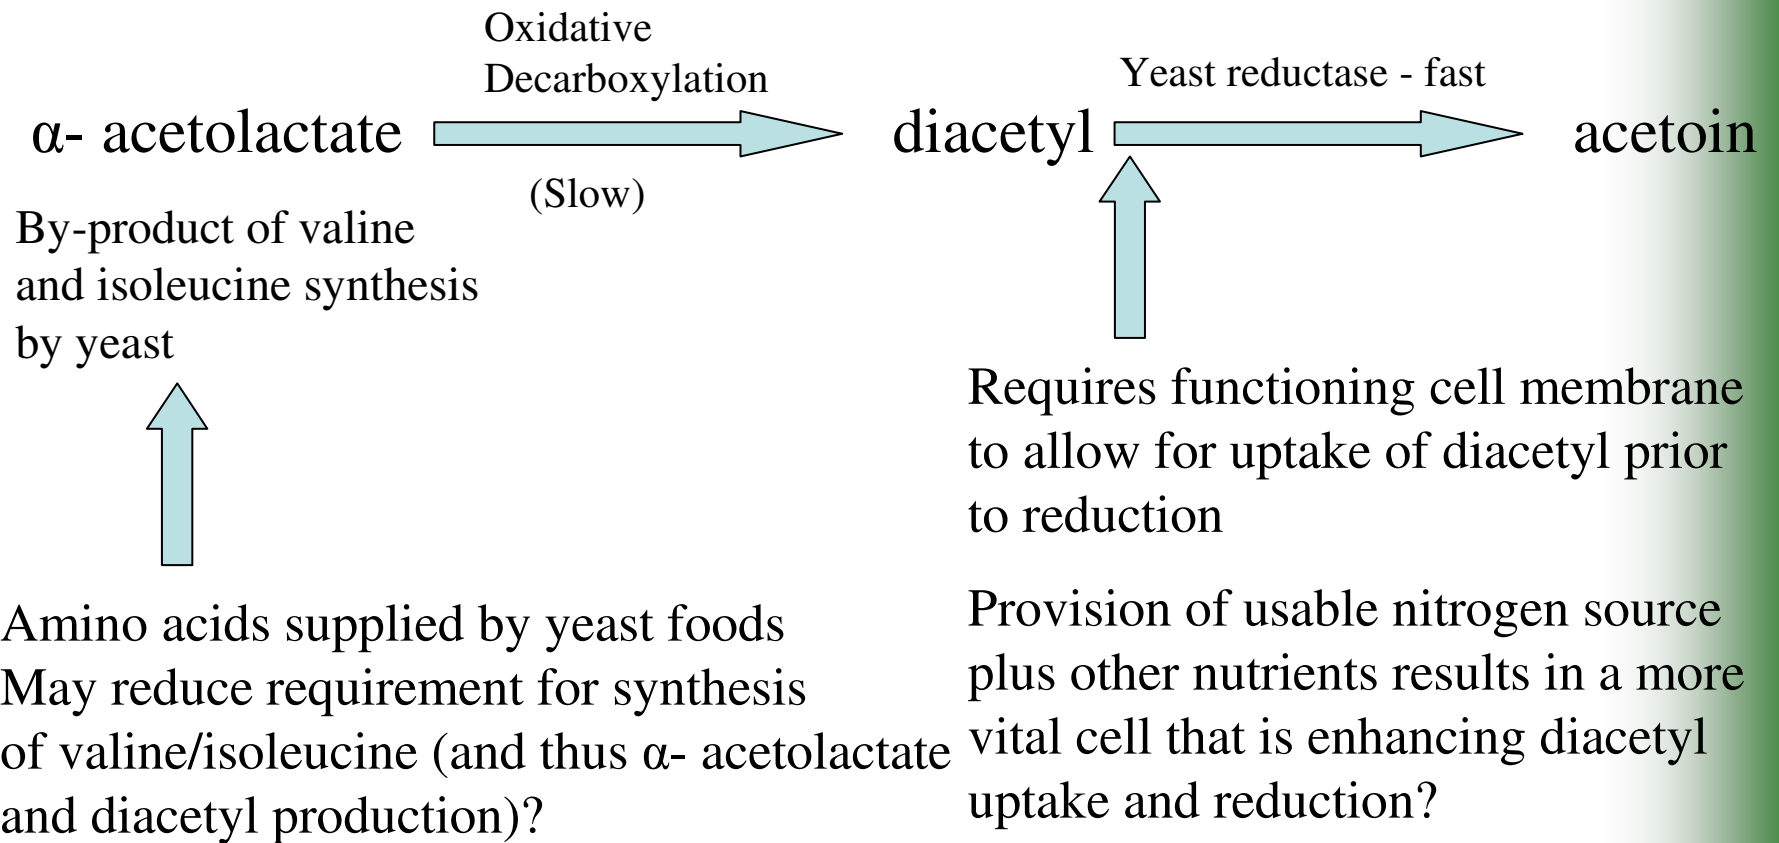 Oxidative
Decarboxylation
Yeast reductase - fast
α- acetolactate
diacetyl
acetoin
(Slow)
By-product of valine
and isoleucine synthesis
by yeast
Requires functioning cell membrane
to allow for uptake of diacetyl prior
to reduction
Amino acids supplied by yeast foods
May reduce requirement for synthesis
of valine/isoleucine (and thus α- acetolactate
and diacetyl production)?
Provision of usable nitrogen source
plus other nutrients results in a more
vital cell that is enhancing diacetyl
uptake and reduction?